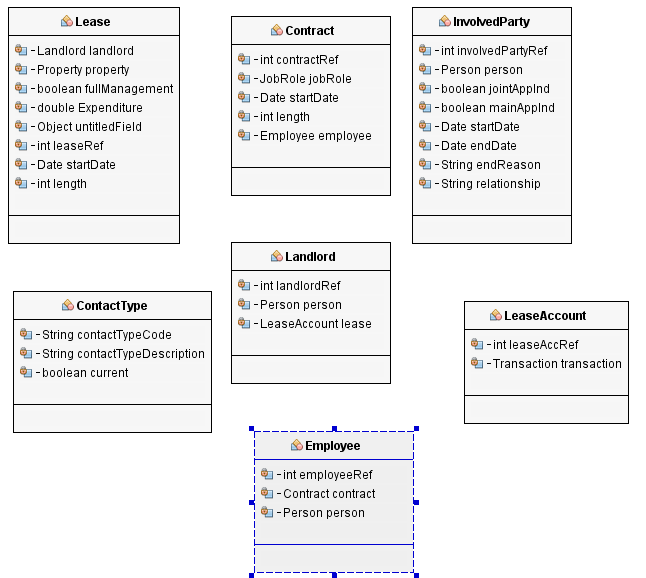 Lease
- Landlord landlord
- Property property
- boolean fullManagement
- double Expenditure
- Object untitledField
- int leaseRef
- Date startDate
- int length
Contract
- int contractRef
- JobRole jobRole
- Date startDate
- int length
- Employee employee
InvolvedParty
- int involvedPartyRef
- Person person
- boolean jointAppInd
- boolean mainAppInd
- Date startDate
- Date endDate
- String endReason
- String relationship
Landlord
- int landlordRef
- Person person
- LeaseAccount lease
ContactType
- String contactTypeCode
- String contactTypeDescription
- boolean current
LeaseAccount
- int leaseAccRef
- Transaction transaction
Employee
- int employeeRef
- Contract contract
- Person person